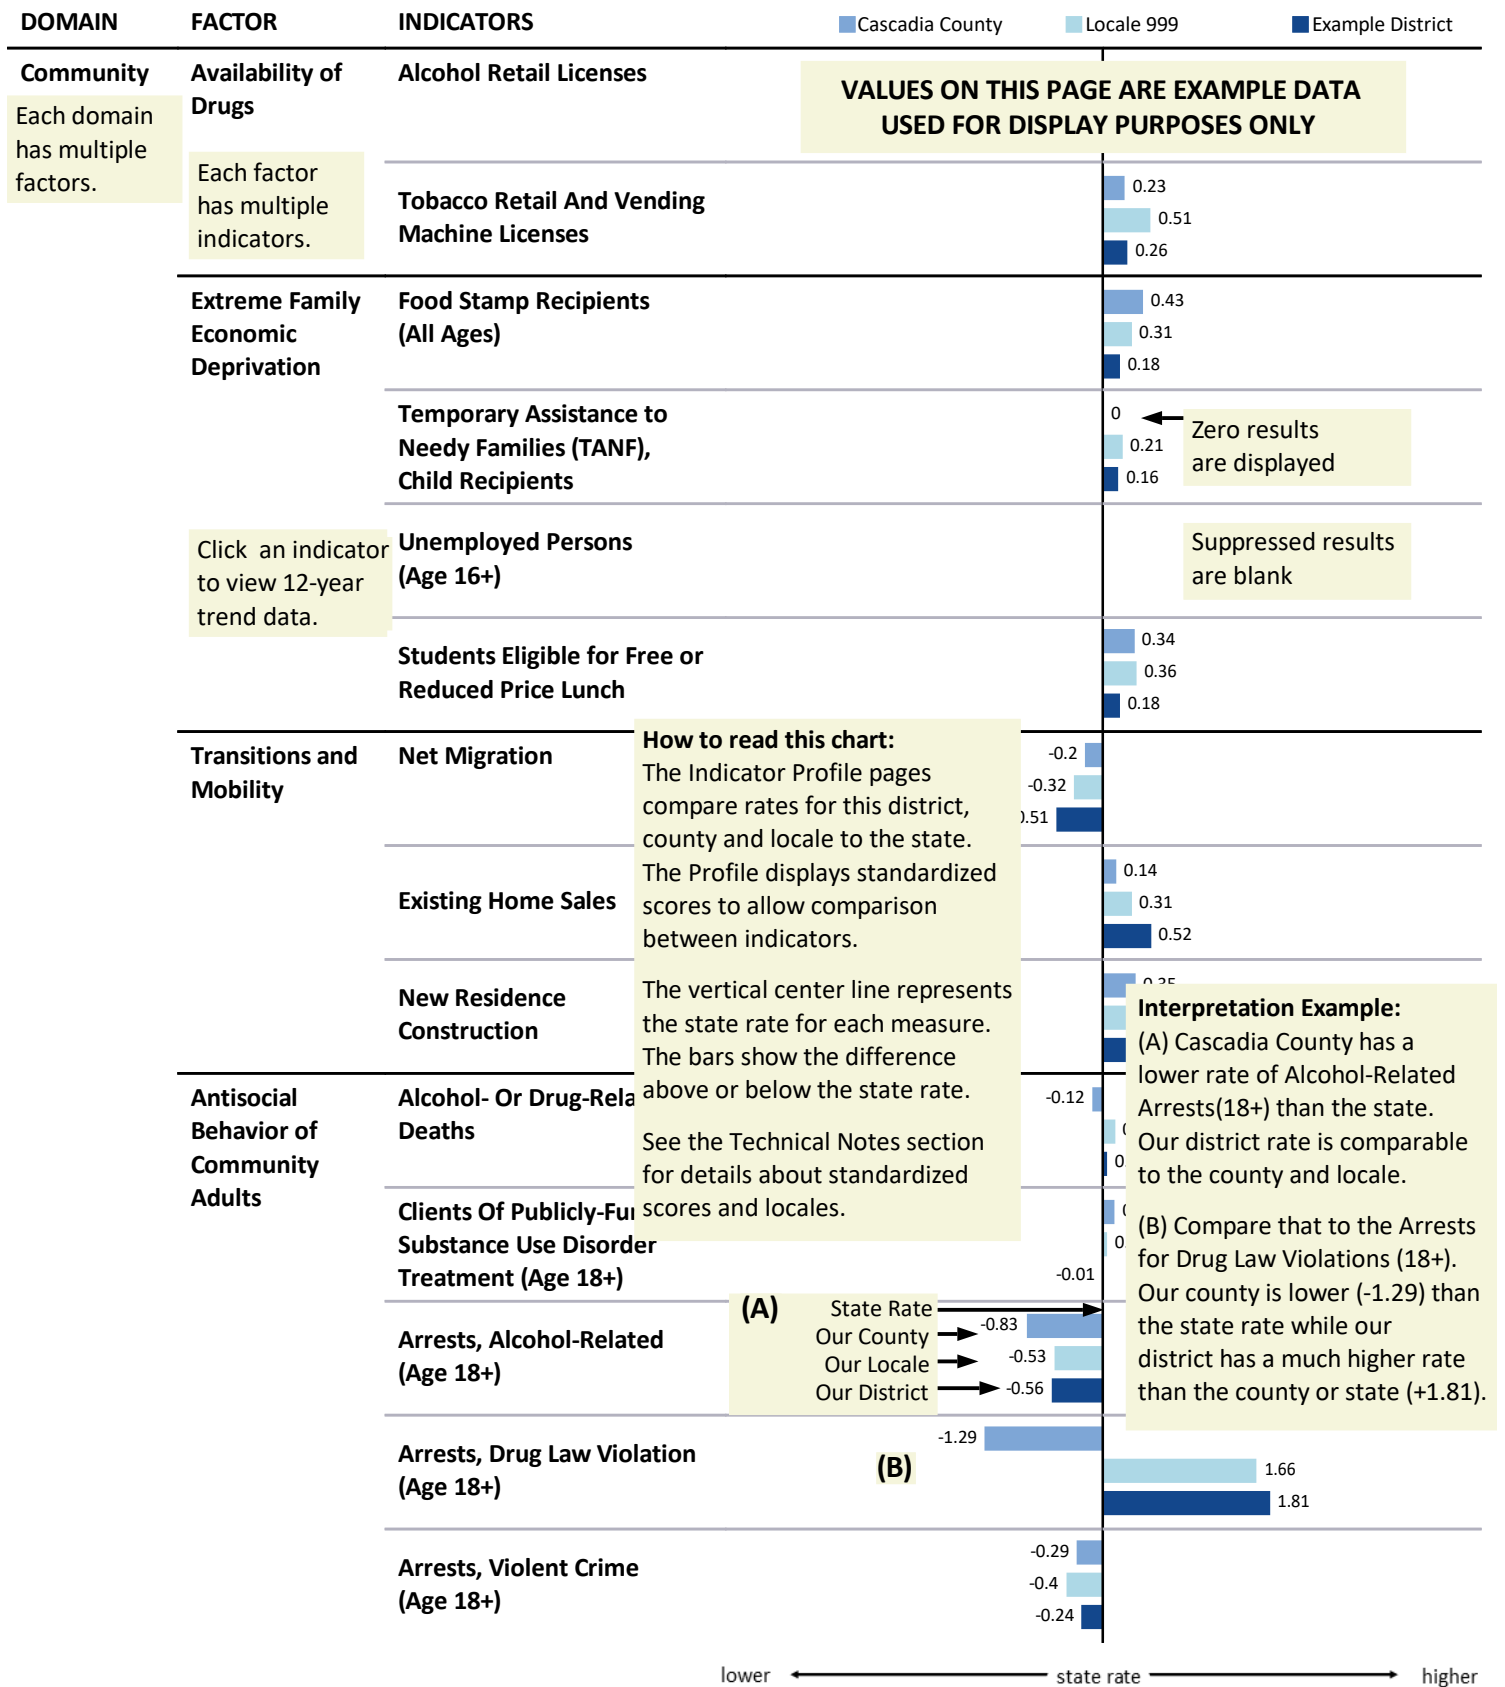 DOMAIN FACTOR INDICATORS Cascadia County Locale 999 Example District
Community
Each domain
has multiple
factors.
Availability of
Drugs
Each factor
has multiple
indicators.
Alcohol Retail Licenses
VALUES ON THIS PAGE ARE EXAMPLE DATA
USED FOR DISPLAY PURPOSES ONLY
Tobacco Retail And Vending
Machine Licenses
0.23
0.51
0.26
Extreme Family
Economic
Deprivation
Food Stamp Recipients
(All Ages)
0.43
0.31
0.18
Temporary Assistance to
Needy Families (TANF),
Child Recipients
0
0.21
0.16
Zero results
are displayed
Click an indicator
to view 12-year
trend data.
Unemployed Persons
(Age 16+)
Suppressed results
are blank
Students Eligible for Free or
Reduced Price Lunch
0.34
0.36
0.18
Transitions and
Mobility
Net Migration
-0.2
-0.32
.51
How to read this chart:
The Indicator Profile pages
compare rates for this district,
county and locale to the state.
The Profile displays standardized
scores to allow comparison
between indicators.
The vertical center line represents
the state rate for each measure.
The bars show the difference
above or below the state rate.
See the Technical Notes section
for details about standardized
scores and locales.
Existing Home Sales
0.14
0.31
0.52
New Residence
Construction
Interpretation Example:
(A) Cascadia County has a
lower rate of Alcohol-Related
Arrests(18+) than the state.
Our district rate is comparable
to the county and locale.
(B) Compare that to the Arrests
for Drug Law Violations (18+).
Our county is lower (-1.29) than
the state rate while our
district has a much higher rate
than the county or state (+1.81).
Antisocial
Behavior of
Community
Adults
Alcohol- Or Drug-Rela
Deaths
-0.12
Clients Of Publicly-Fu
Substance Use Disorder
Treatment (Age 18+)
-0.01
Arrests, Alcohol-Related
(Age 18+)
(A) State Rate
Our County
Our Locale
Our District
-0.83
-0.53
-0.56
Arrests, Drug Law Violation
(Age 18+)
(B)
-1.29
1.66
1.81
Arrests, Violent Crime
(Age 18+)
-0.29
-0.4
-0.24
lower state rate higher